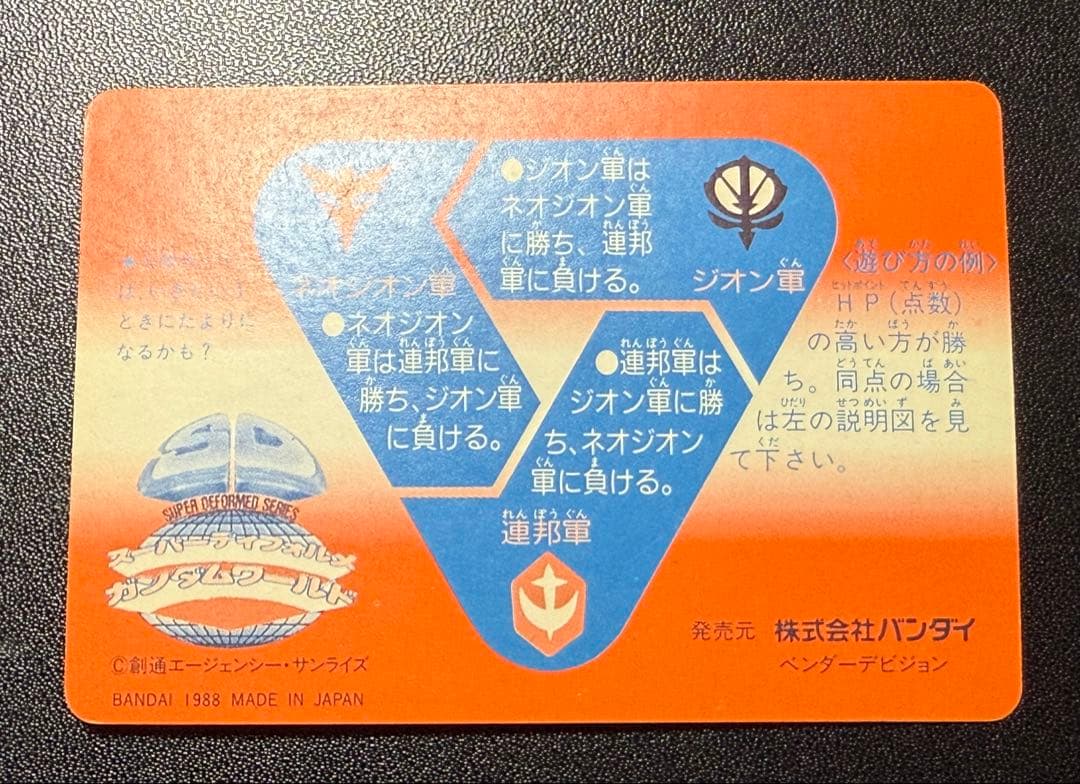 ●ジオン軍は
ネオジオン軍
に勝ち、連邦
軍に負ける。
ジオン軍
ネオジオン軍
●ネオジオン
軍は連邦軍に
勝ち、ジオン軍
に負ける。
●連邦軍は
ジオン軍に勝
ち、ネオジオン
軍に負ける。
連邦軍
〈遊び方の例〉
HP(点数)
の高い方が勝
ち。同点の場合
は左の説明図を見
て下さい。
ときにたよりに
なるかも?
SUPER DEFORMED SERIES
スーパーディフォルメ
ガンダムワールド
©創通エージェンシー・サンライズ
BANDAI 1988 MADE IN JAPAN
発売元 株式会社バンダイ
ベンダーデビジョン